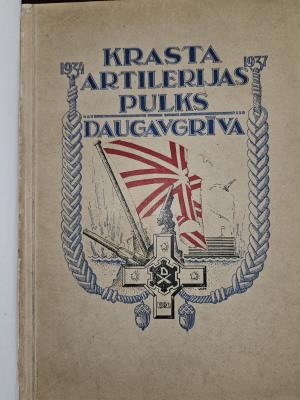 1934 1937
KRASTA
ARTILERIJAS
PULKS
DAUGAVGRĪVA